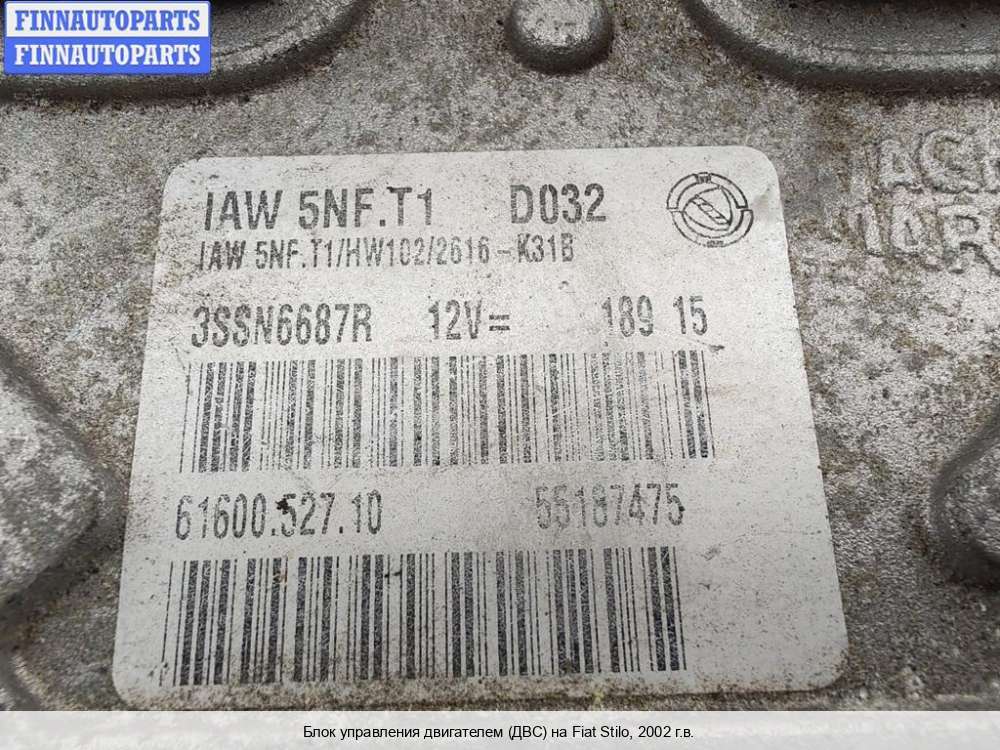 FINNAUTOPARTS
FINNAUTOPARTS
IAW 5NF.T1 D032
IAW 5NF.T1/HW102/2616-K31B
3SSN6687R 12V= 189 15
61600.527.10 55187475
Блок управления двигателем (ДВС) на Fiat Stilo, 2002 г.в.